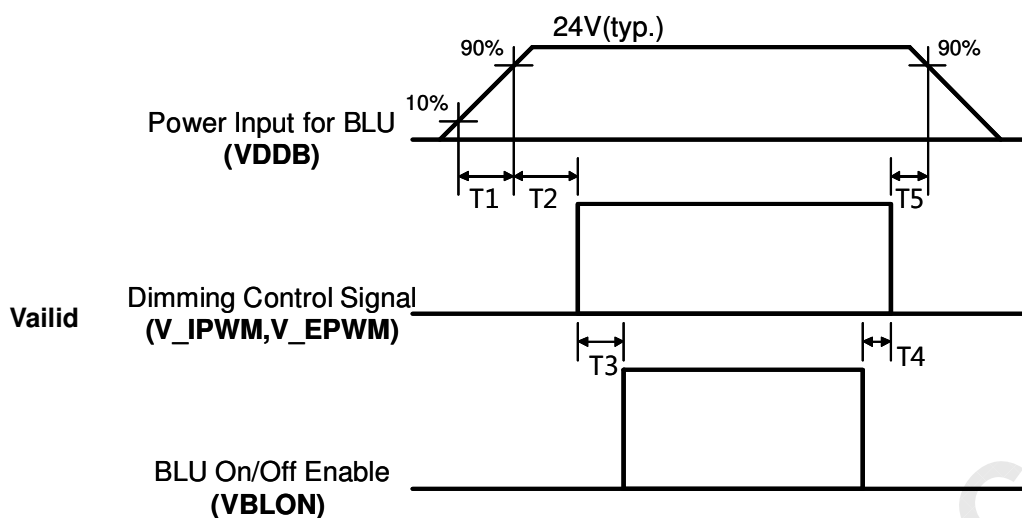 24V(typ.)
90%
90%
10%
Power Input for BLU
(VDDB)
T1
T2
T5
Dimming Control Signal
(V_IPWM,V_EPWM)
Vailid
T3
T4
BLU On/Off Enable
(VBLON)